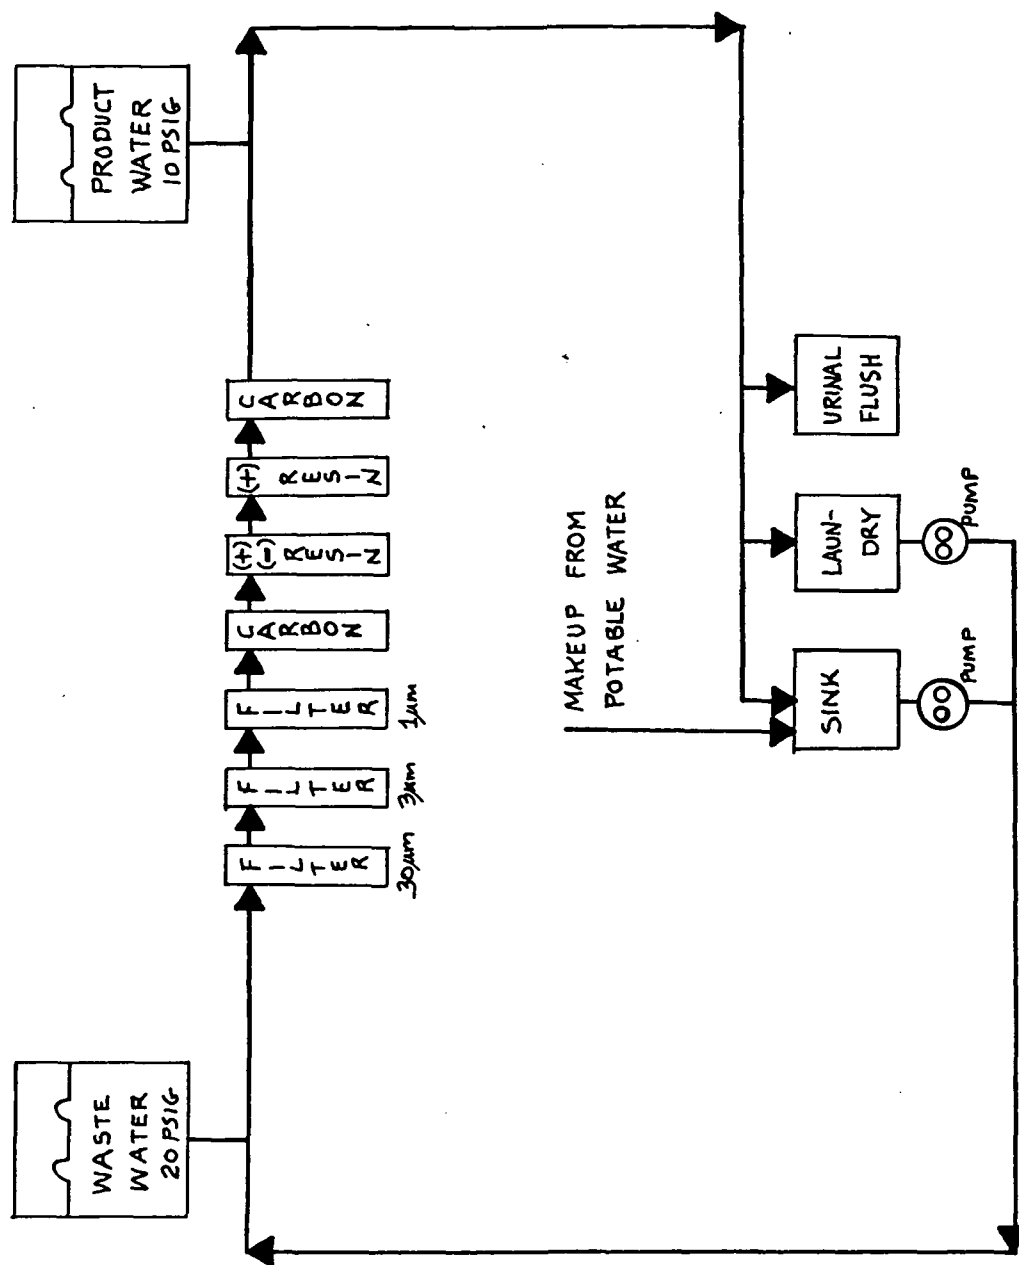 WASTE
WATER
20 PSIG
PRODUCT
WATER
10 PSIG
FILTER
30µm
FILTER
3µm
FILTER
1µm
CARBON
(+)
(-)
RESIN
(+)
RESIN
CARBON
MAKEUP FROM
POTABLE WATER
SINK
PUMP
LAUN-
DRY
PUMP
URINAL
FLUSH